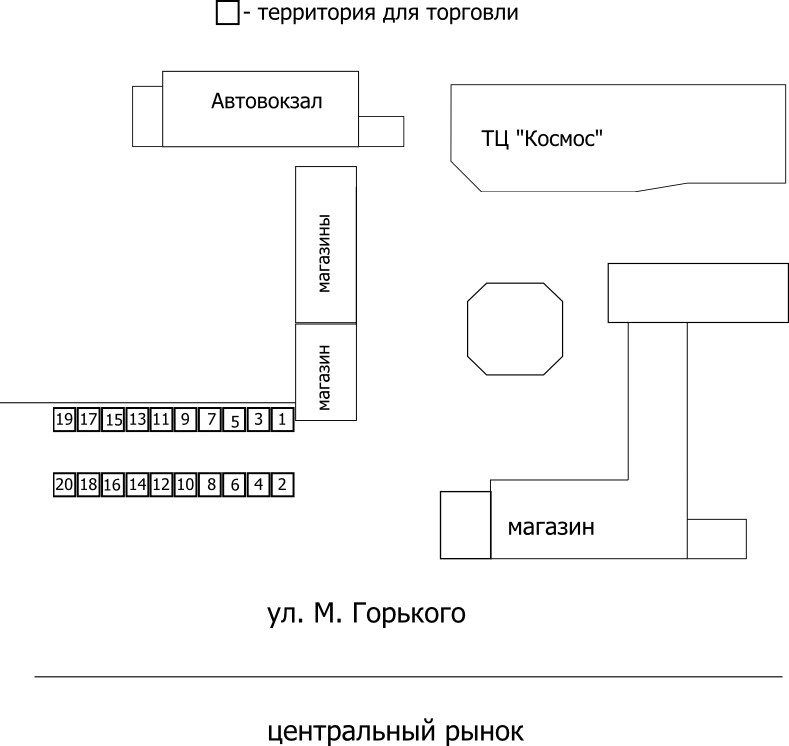 - территория для торговли
Автовокзал
ТЦ "Космос"
магазины
магазин
19 17 15 13 11 9 7 5 3 1
20 18 16 14 12 10 8 6 4 2
магазин
ул. М. Горького
центральный рынок